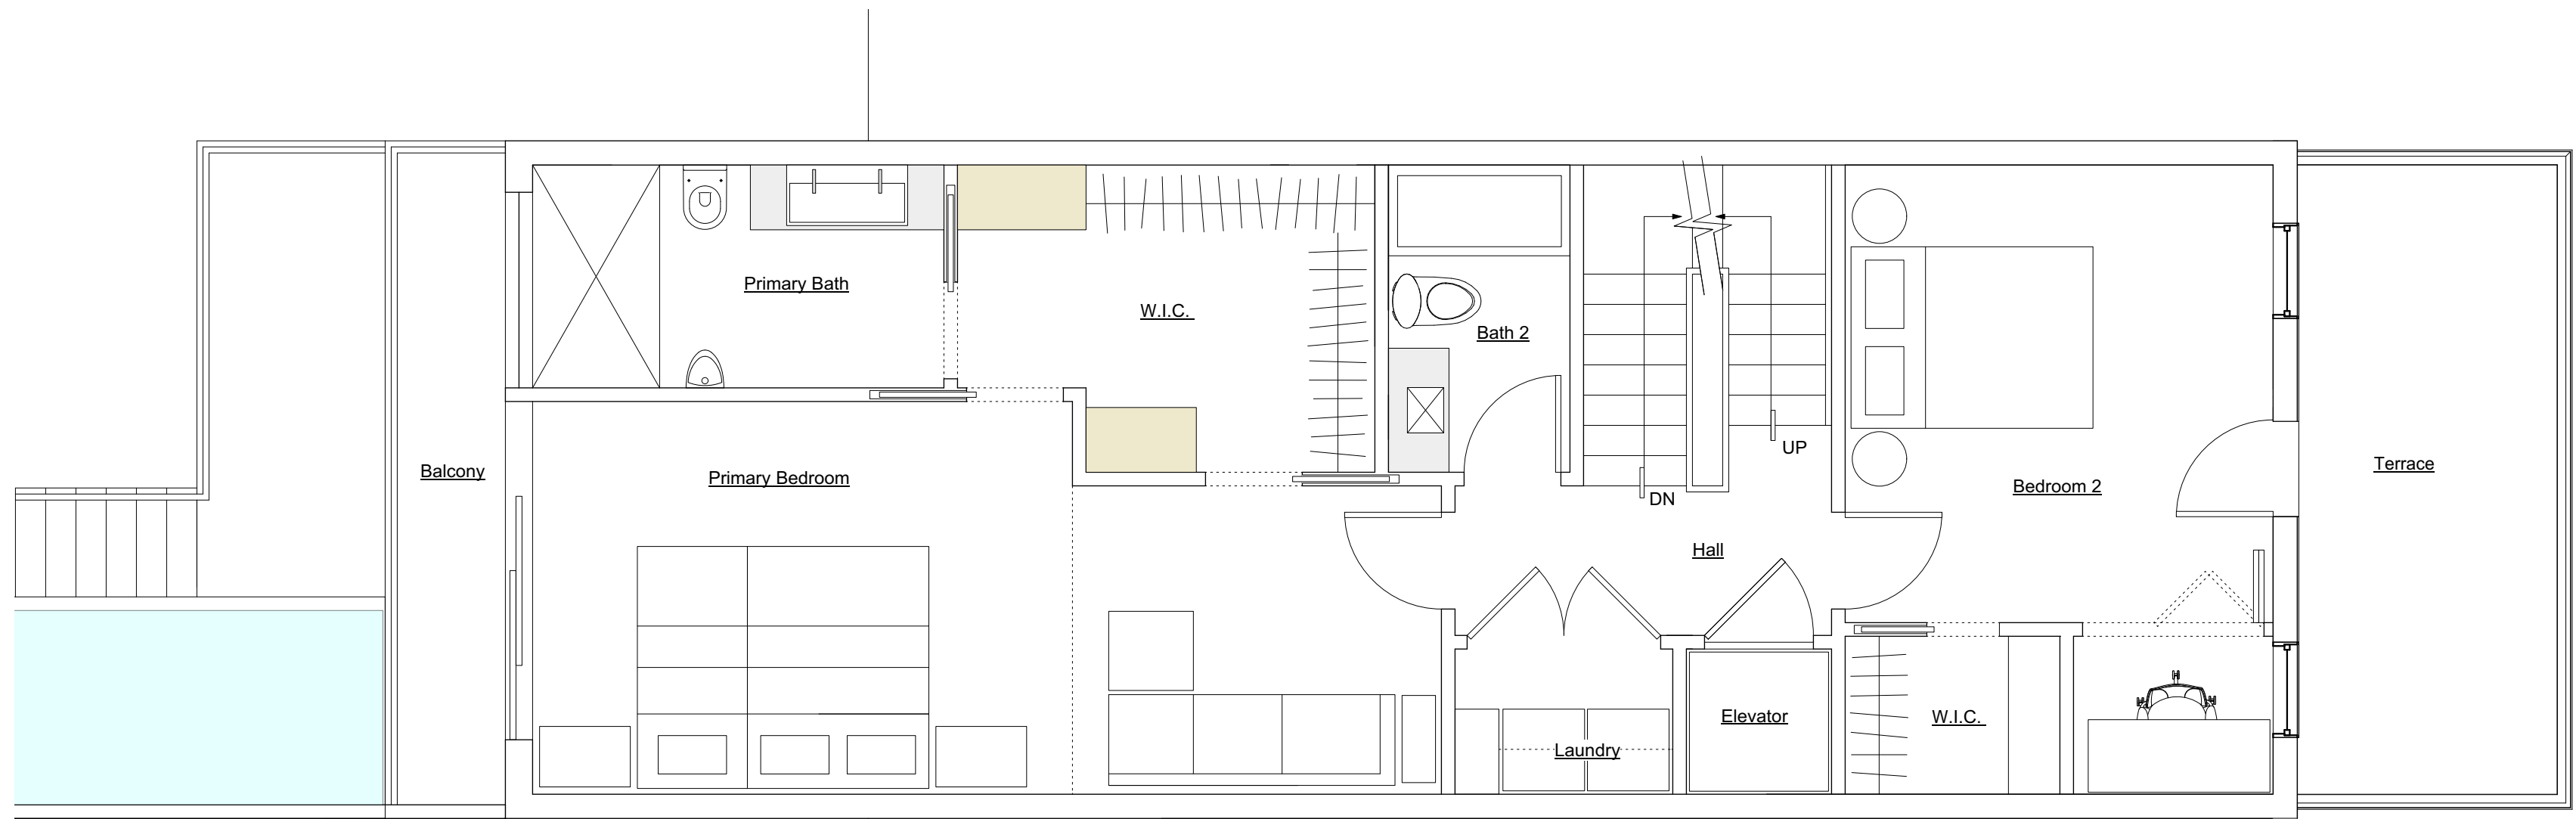 Primary Bath
W.I.C.
Bath 2
UP
DN
Balcony
Primary Bedroom
Bedroom 2
Terrace
Hall
Laundry
Elevator
W.I.C.